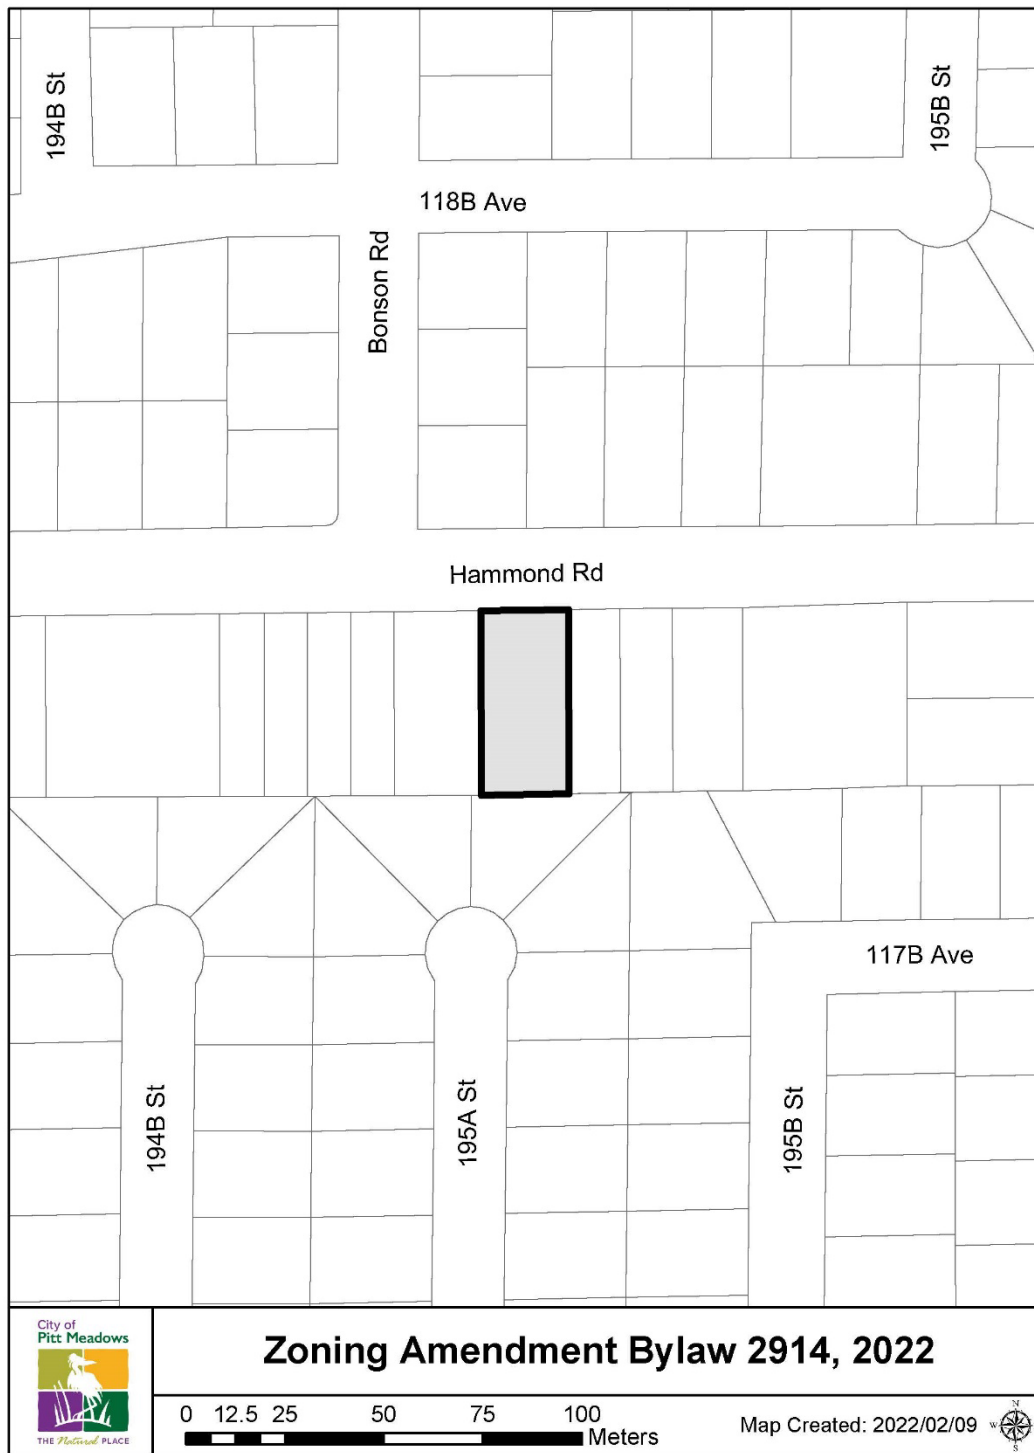 194B St
195B St
118B Ave
Bonson Rd
Hammond Rd
117B Ave
194B St
195A St
195B St
City of
Pitt Meadows
THE Natural PLACE
Zoning Amendment Bylaw 2914, 2022
0 12.5 25 50 75 100
Meters
Map Created: 2022/02/09
N
W E
S